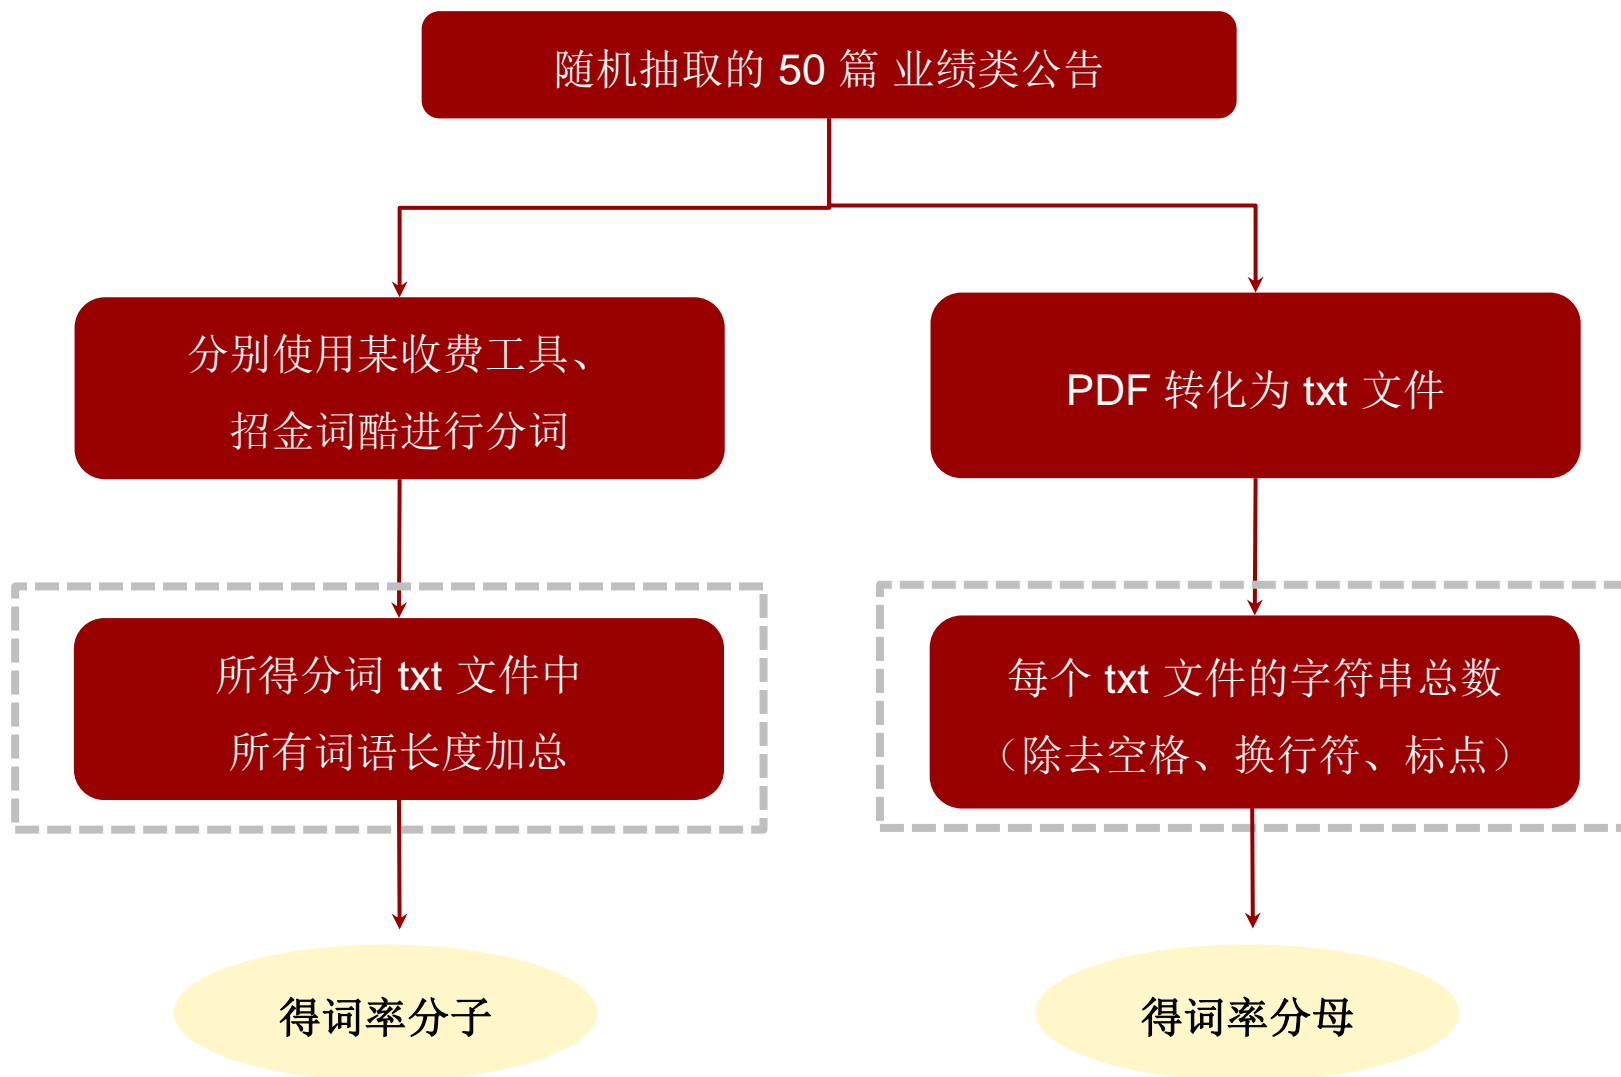 随机抽取的 50 篇 业绩类公告
分别使用某收费工具、
招金词酷进行分词
PDF 转化为 txt 文件
所得分词 txt 文件中
所有词语长度加总
每个 txt 文件的字符串总数
（除去空格、换行符、标点）
得词率分子
得词率分母